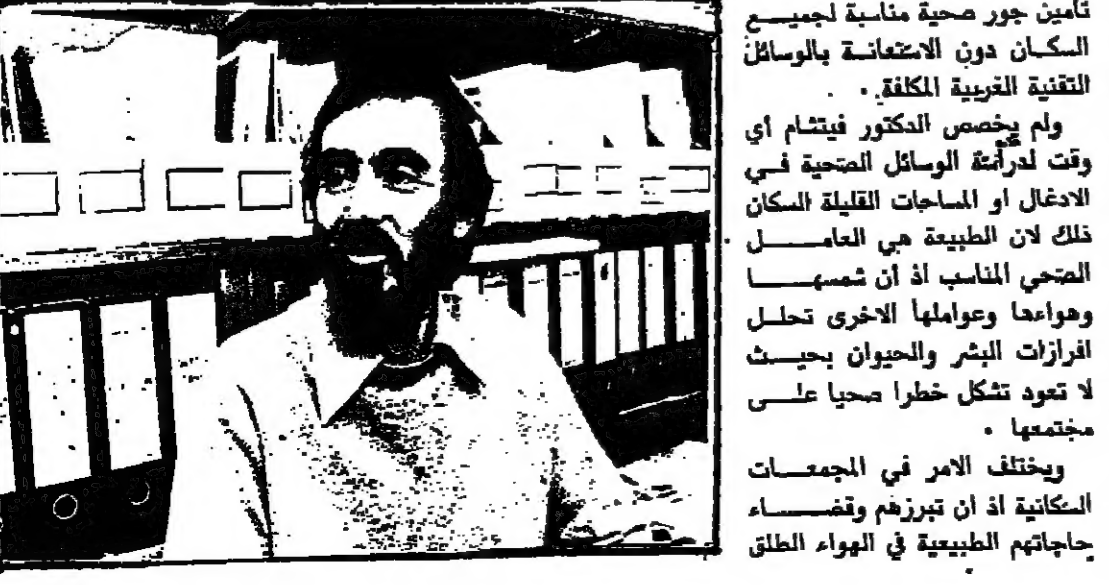 تأمين جور صحية مناسبة لجميع
السكان دون الاستعانة بالوسائل
التقنية الغربية المكلفة .
ولم يخصص الدكتور فيتشام أي
وقت لدراسة الوسائل الصحية في
الادغال او المساحات القليلة السكان
ذلك لان الطبيعة هي العامل
الصحي المناسب اذ أن شمسها
وهواءها وعواملها الاخرى تحلل
افرازات البشر والحيوان بحيث
لا تعود تشكل خطرا صحيا على
مجتمعها .
ويختلف الامر في المجمعات
السكانية اذ ان تبرزهم وقضاء
حاجاتهم الطبيعية في الهواء الطلق